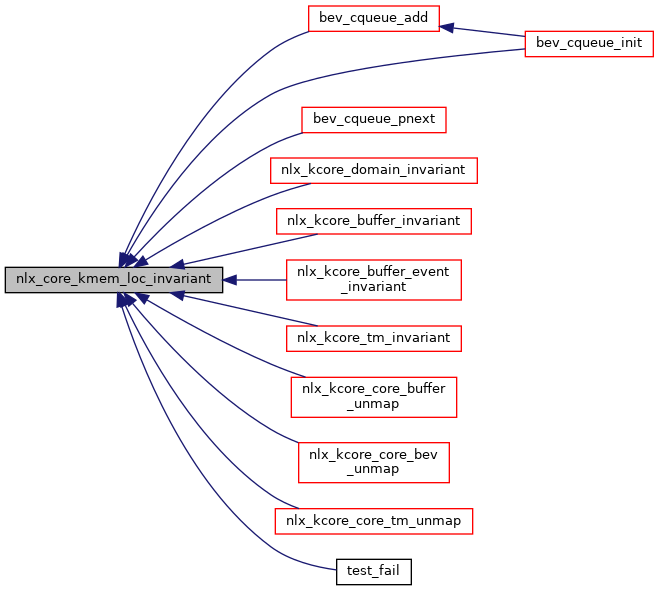 bev_cqueue_add
bev_cqueue_init
bev_cqueue_pnext
nlx_kcore_domain_invariant
nlx_kcore_buffer_invariant
nlx_core_kmem_loc_invariant
nlx_kcore_buffer_event
_invariant
nlx_kcore_tm_invariant
nlx_kcore_core_buffer
_unmap
nlx_kcore_core_bev
_unmap
nlx_kcore_core_tm_unmap
test_fail